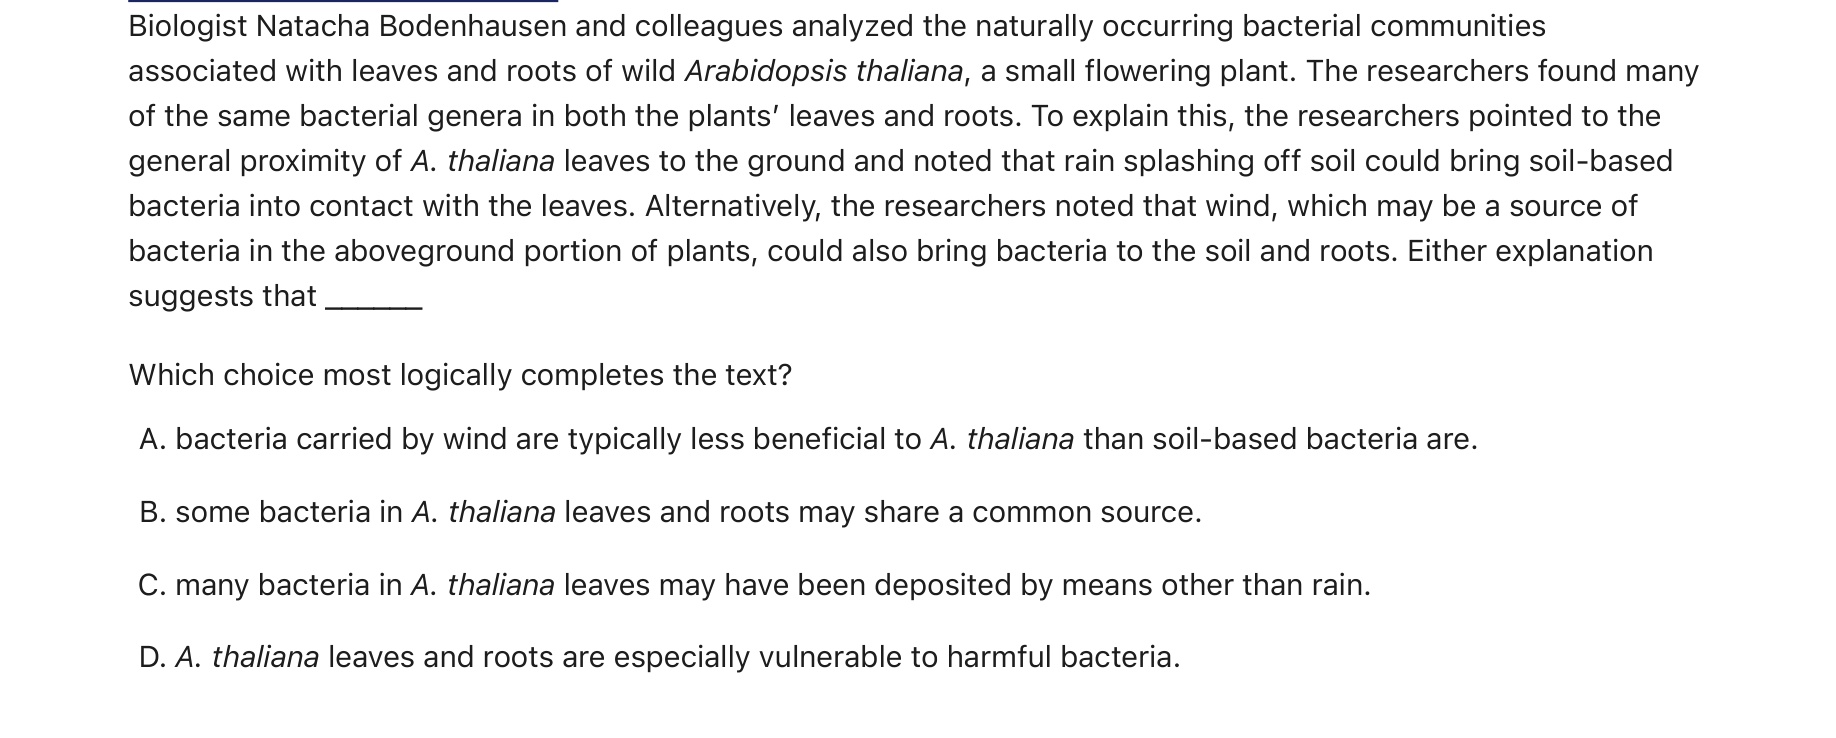 Biologist Natacha Bodenhausen and colleagues analyzed the naturally occurring bacterial communities
associated with leaves and roots of wild Arabidopsis thaliana, a small flowering plant. The researchers found many
of the same bacterial genera in both the plants’ leaves and roots. To explain this, the researchers pointed to the
general proximity of A. thaliana leaves to the ground and noted that rain splashing off soil could bring soil-based
bacteria into contact with the leaves. Alternatively, the researchers noted that wind, which may be a source of
bacteria in the aboveground portion of plants, could also bring bacteria to the soil and roots. Either explanation
suggests that ______
Which choice most logically completes the text?
A. bacteria carried by wind are typically less beneficial to A. thaliana than soil-based bacteria are.
B. some bacteria in A. thaliana leaves and roots may share a common source.
C. many bacteria in A. thaliana leaves may have been deposited by means other than rain.
D. A. thaliana leaves and roots are especially vulnerable to harmful bacteria.